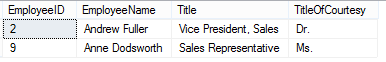 EmployeeID EmployeeName Title TitleOfCourtesy
2 Andrew Fuller Vice President, Sales Dr.
9 Anne Dodsworth Sales Representative Ms.